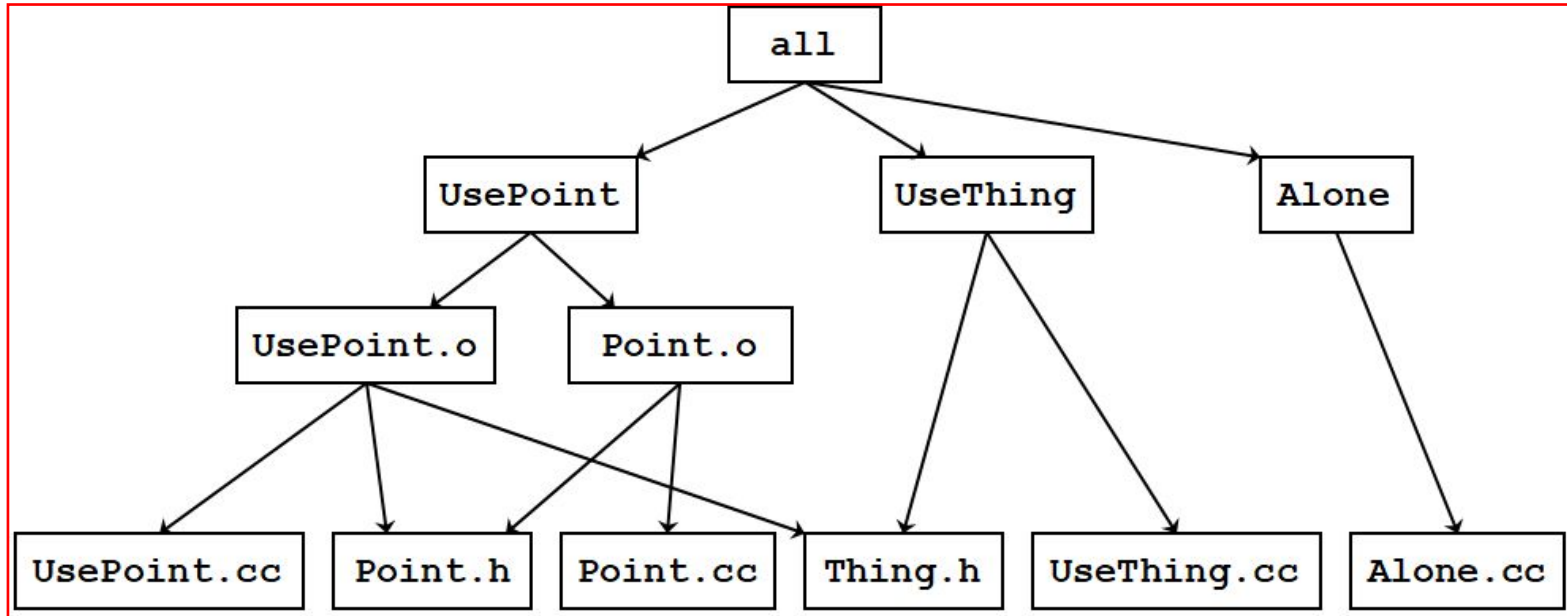 all
UsePoint
UseThing
Alone
UsePoint.o
Point.o
UsePoint.cc
Point.h
Point.cc
Thing.h
UseThing.cc
Alone.cc